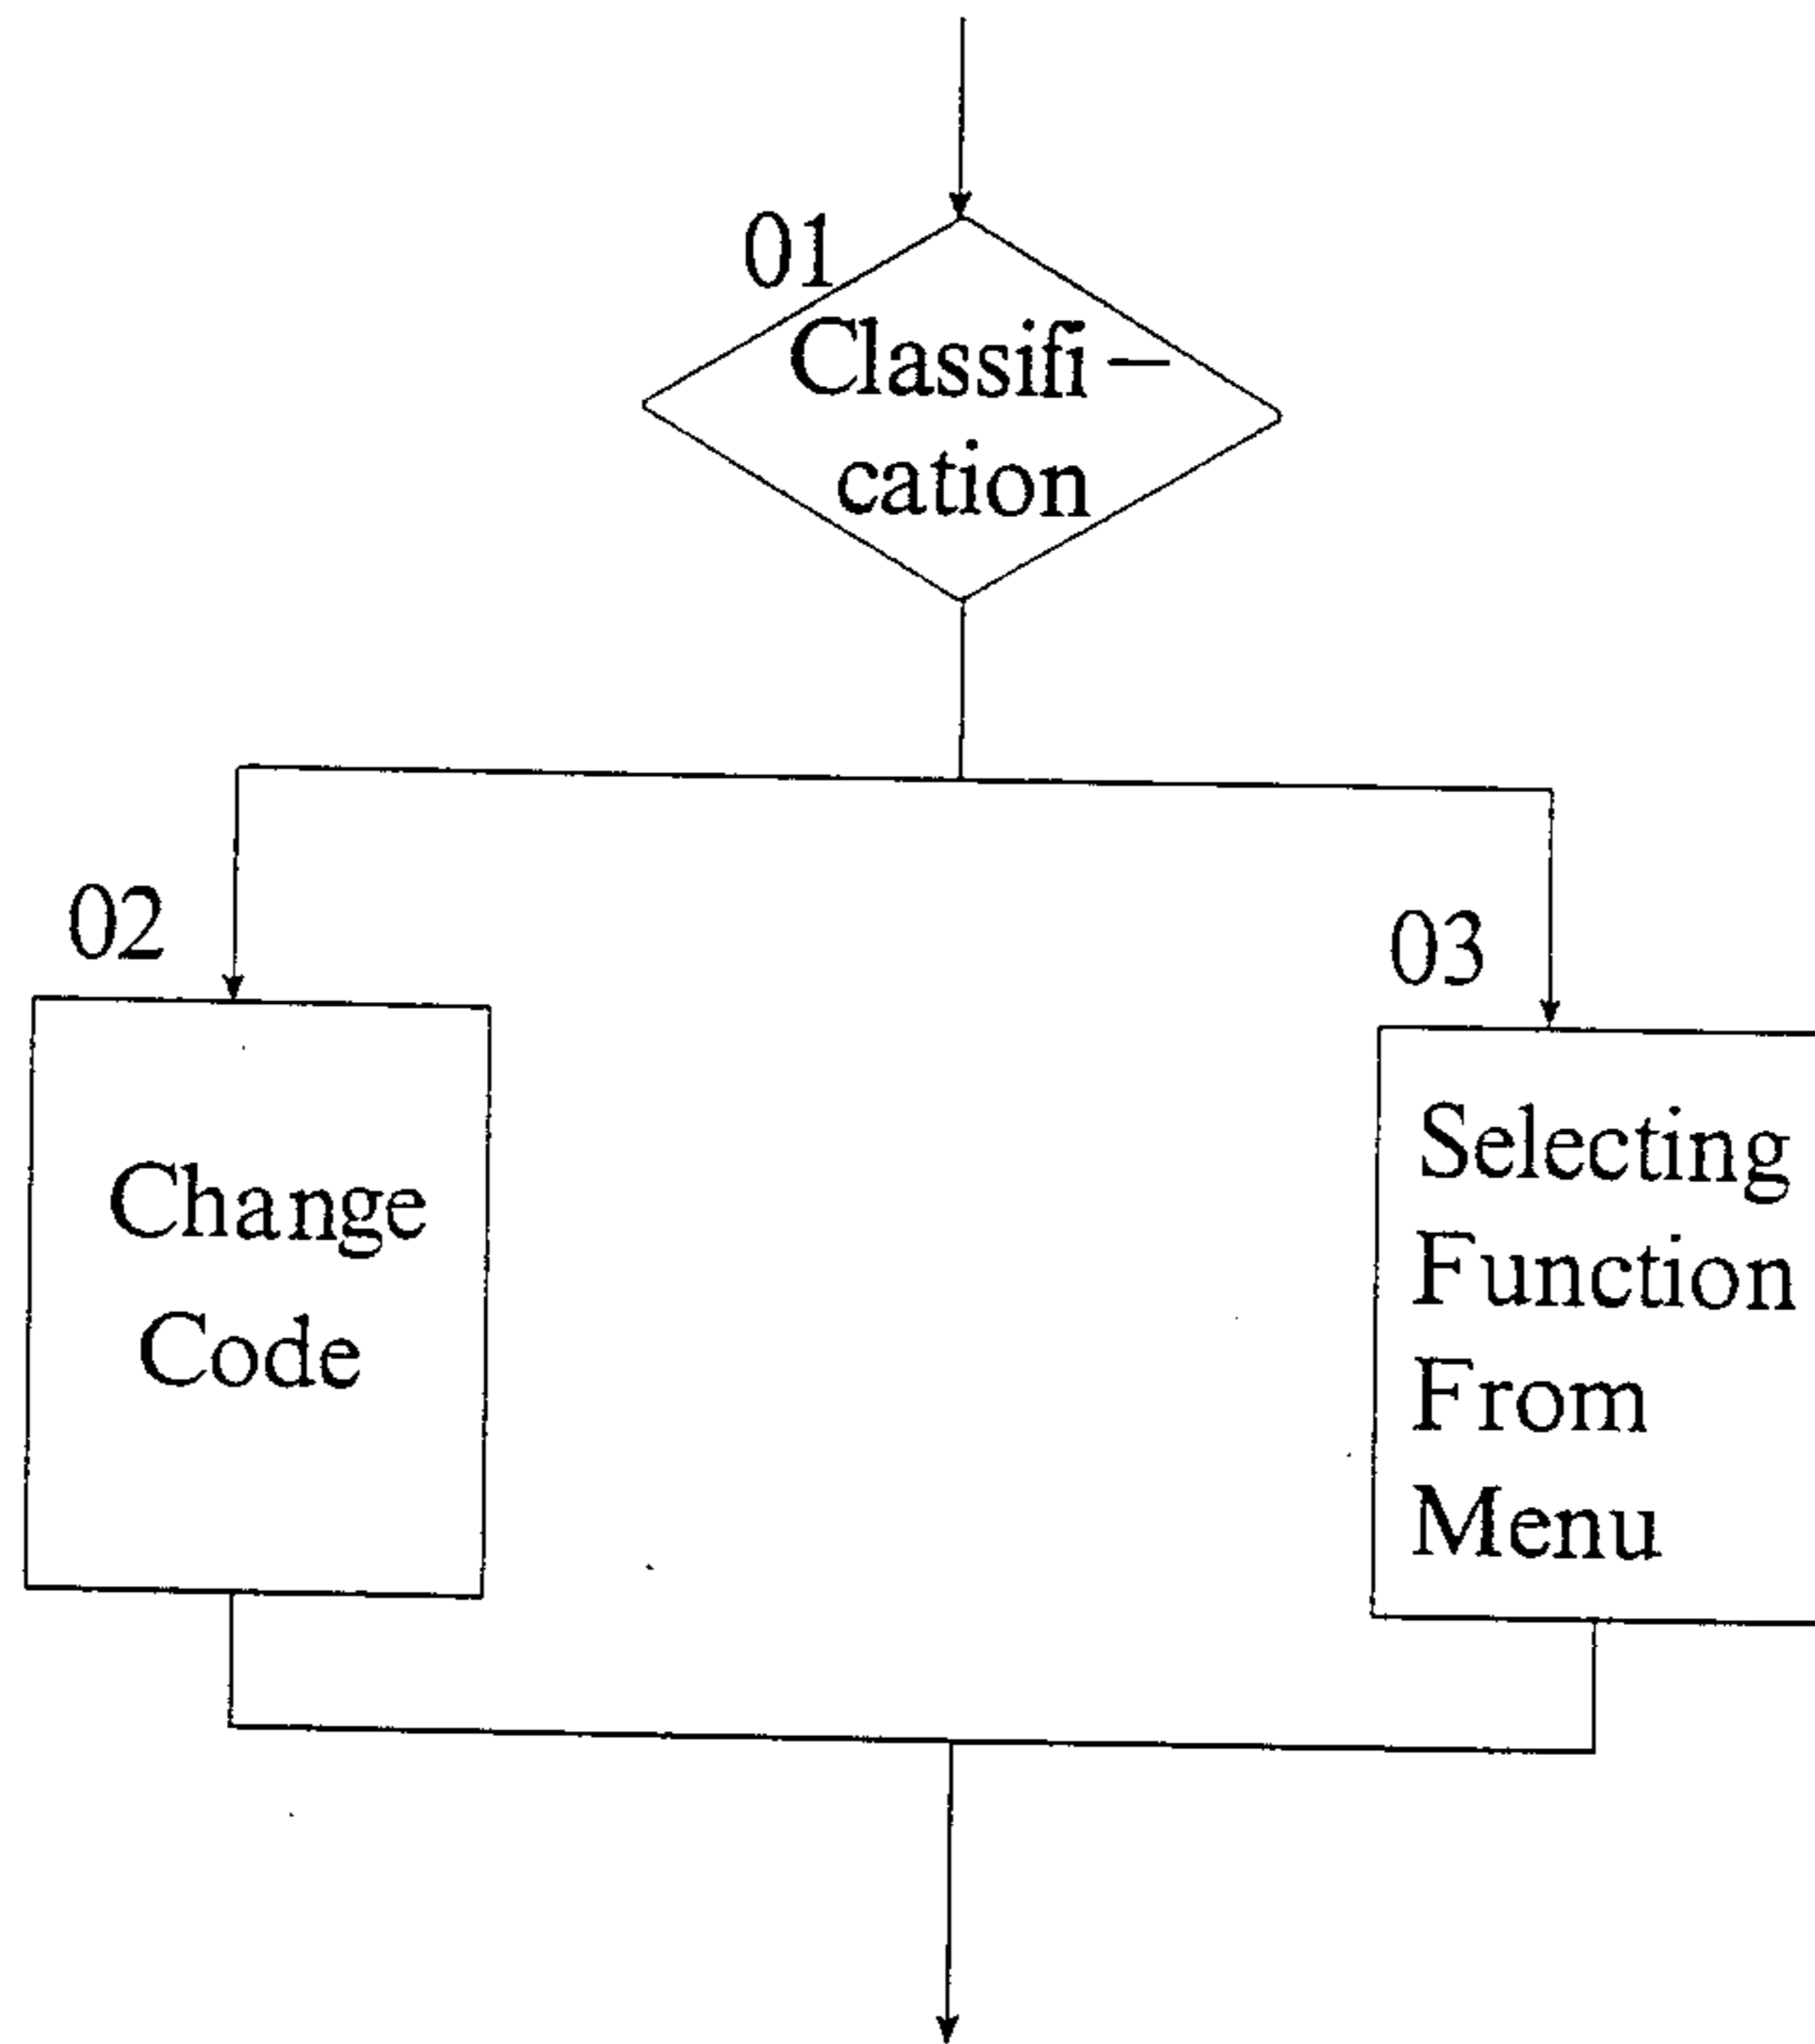 01
Classifi-
cation
02
03
Change
Code
Selecting
Function
From
Menu